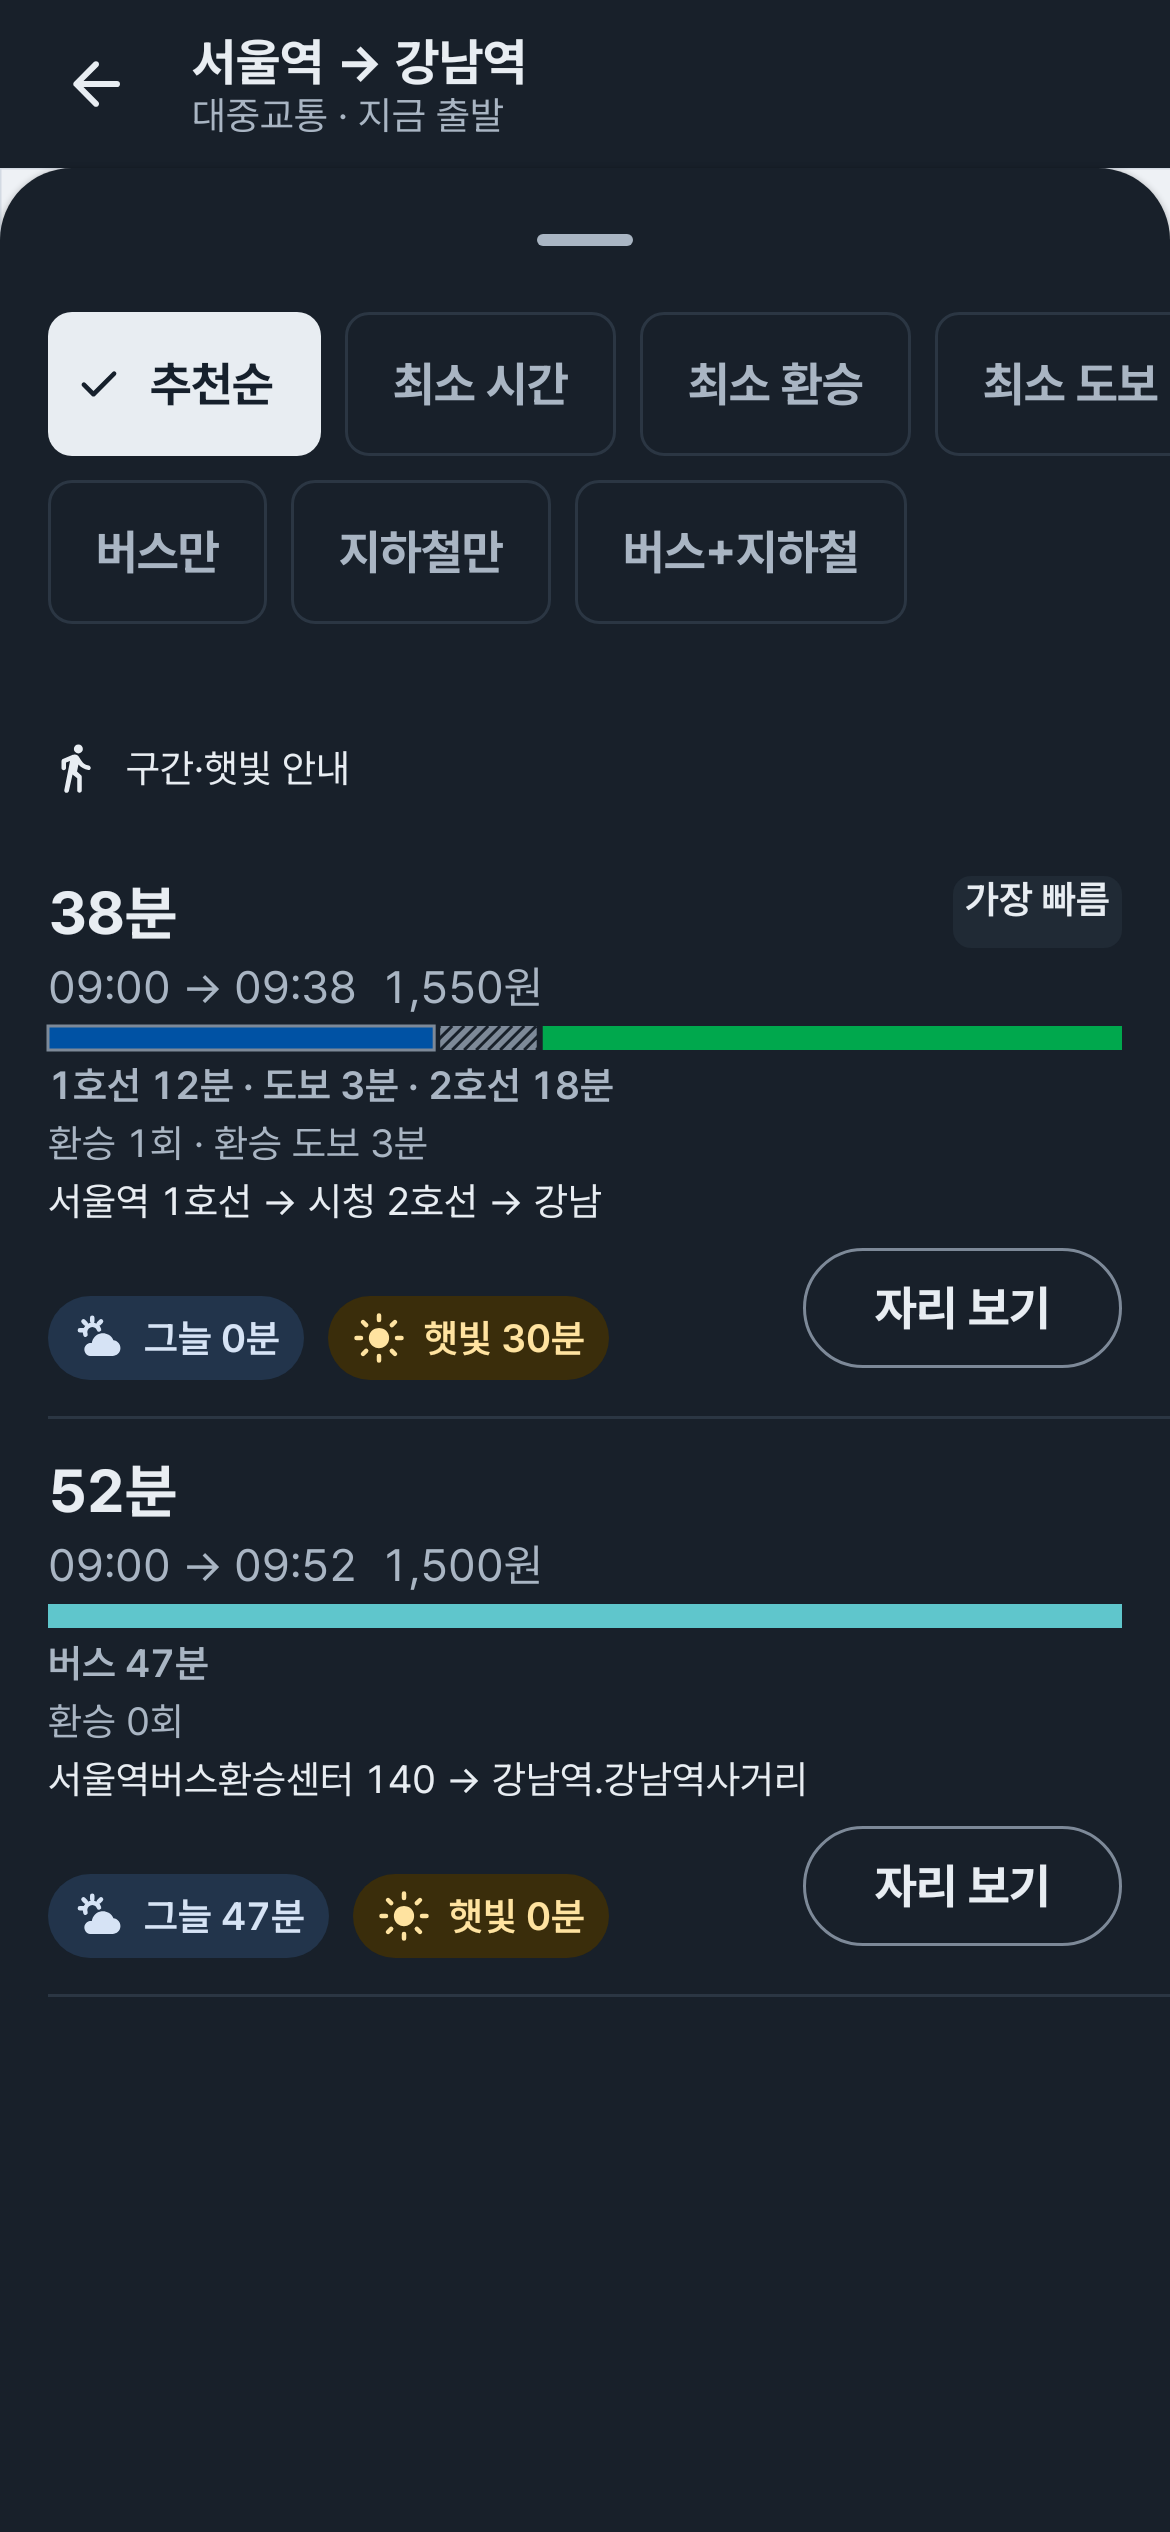 서울역 → 강남역
대중교통 · 지금 출발
추천순
최소 시간
최소 환승
최소 도보
버스만
지하철만
버스+지하철
구간·햇빛 안내
38분
가장 빠름
09:00 → 09:38 1,550원
1호선 12분 · 도보 3분 · 2호선 18분
환승 1회 · 환승 도보 3분
서울역 1호선 → 시청 2호선 → 강남
그늘 0분
햇빛 30분
자리 보기
52분
09:00 → 09:52 1,500원
버스 47분
환승 0회
서울역버스환승센터 140 → 강남역.강남역사거리
그늘 47분
햇빛 0분
자리 보기